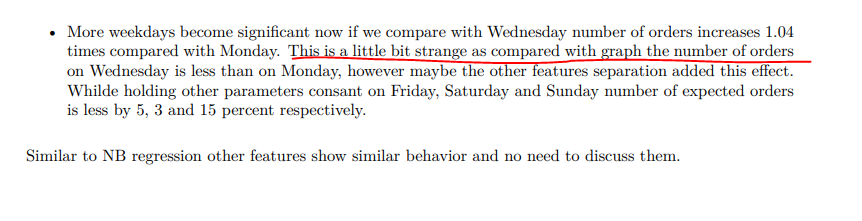 • More weekdays become significant now if we compare with Wednesday number of orders increases 1.04
times compared with Monday. This is a little bit strange as compared with graph the number of orders
on Wednesday is less than on Monday, however maybe the other features separation added this effect.
Whilde holding other parameters consant on Friday, Saturday and Sunday number of expected orders
is less by 5, 3 and 15 percent respectively.
Similar to NB regression other features show similar behavior and no need to discuss them.